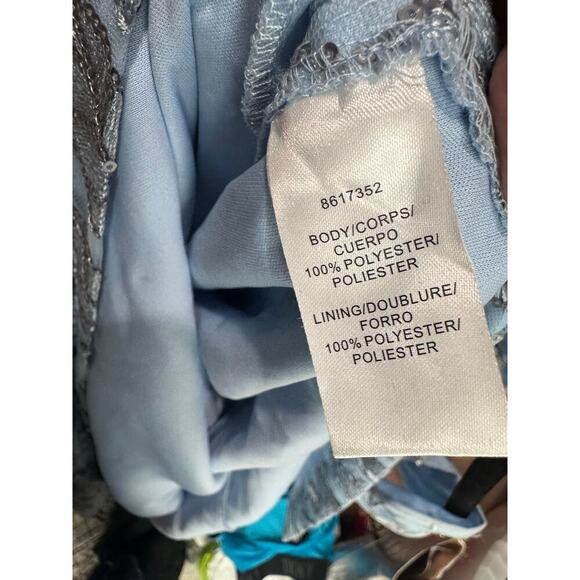 8617352
BODY/CORPS/
CUERPO
100% POLYESTER/
POLIESTER
LINING/DOUBLURE/
FORRO
100% POLYESTER/
POLIESTER